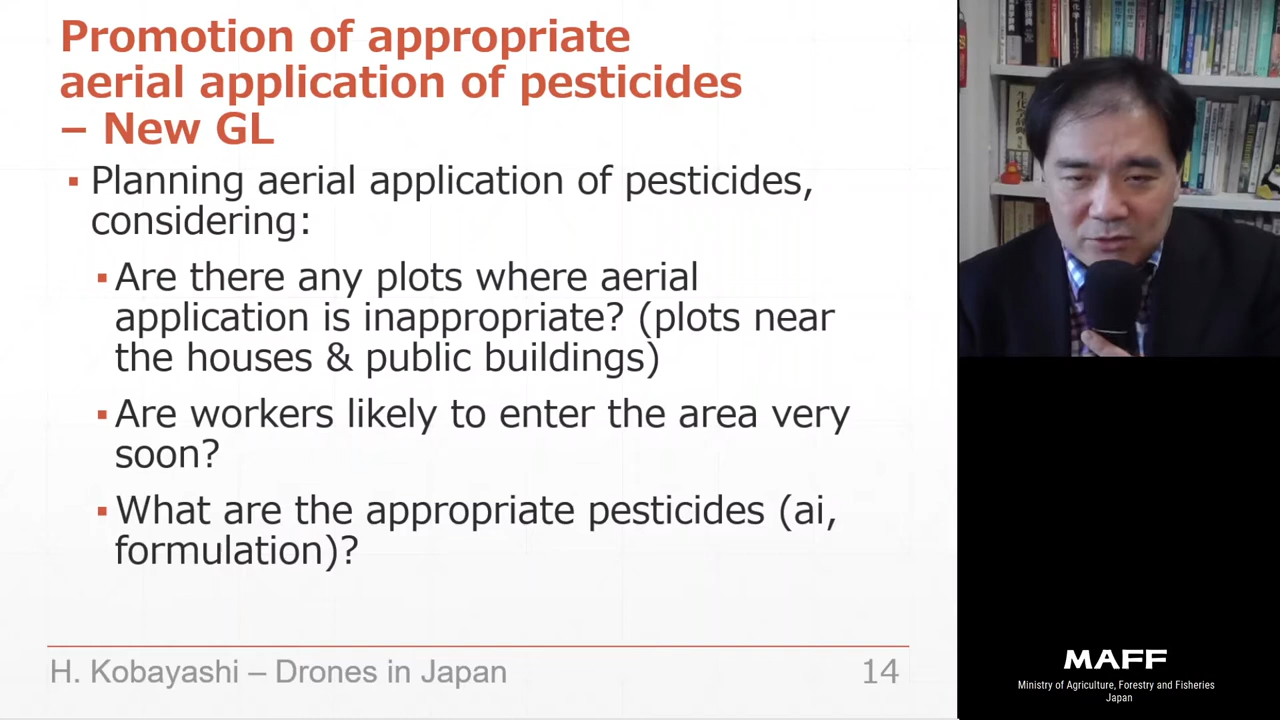 Promotion of appropriate
aerial application of pesticides
– New GL
▪ Planning aerial application of pesticides,
considering:
▪ Are there any plots where aerial
application is inappropriate? (plots near
the houses & public buildings)
▪ Are workers likely to enter the area very
soon?
▪ What are the appropriate pesticides (ai,
formulation)?
H. Kobayashi – Drones in Japan
14
MAFF
Ministry of Agriculture, Forestry and Fisheries
Japan